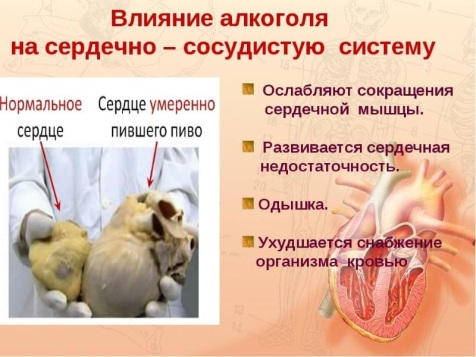 Влияние алкоголя
на сердечно – сосудистую систему
Нормальное
сердце
Сердце умеренно
пившего пиво
Ослабляют сокращения
сердечной мышцы.
Развивается сердечная
недостаточность.
Одышка.
Ухудшается снабжение
организма кровью